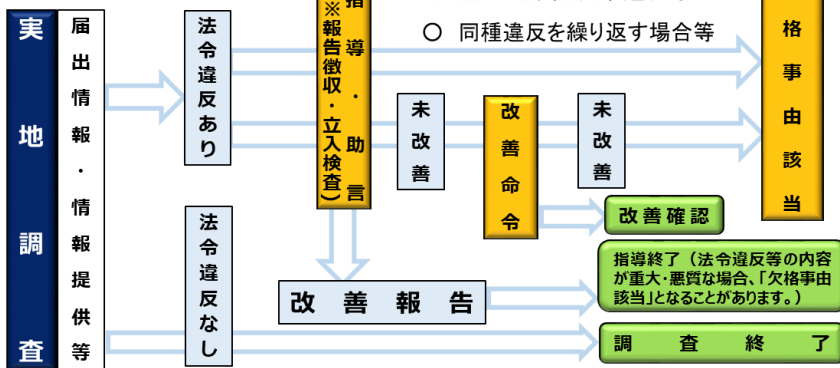 実地調査
届出情報・情報提供等
法令違反あり
指導・助言
(※報告徴収・立入検査)
○ 同種違反を繰り返す場合等
格事由該当
未改善
改善命令
未改善
改善確認
法令違反なし
改善報告
指導終了（法令違反等の内容
が重大・悪質な場合、「欠格事由
該当」となることがあります。）
調査終了